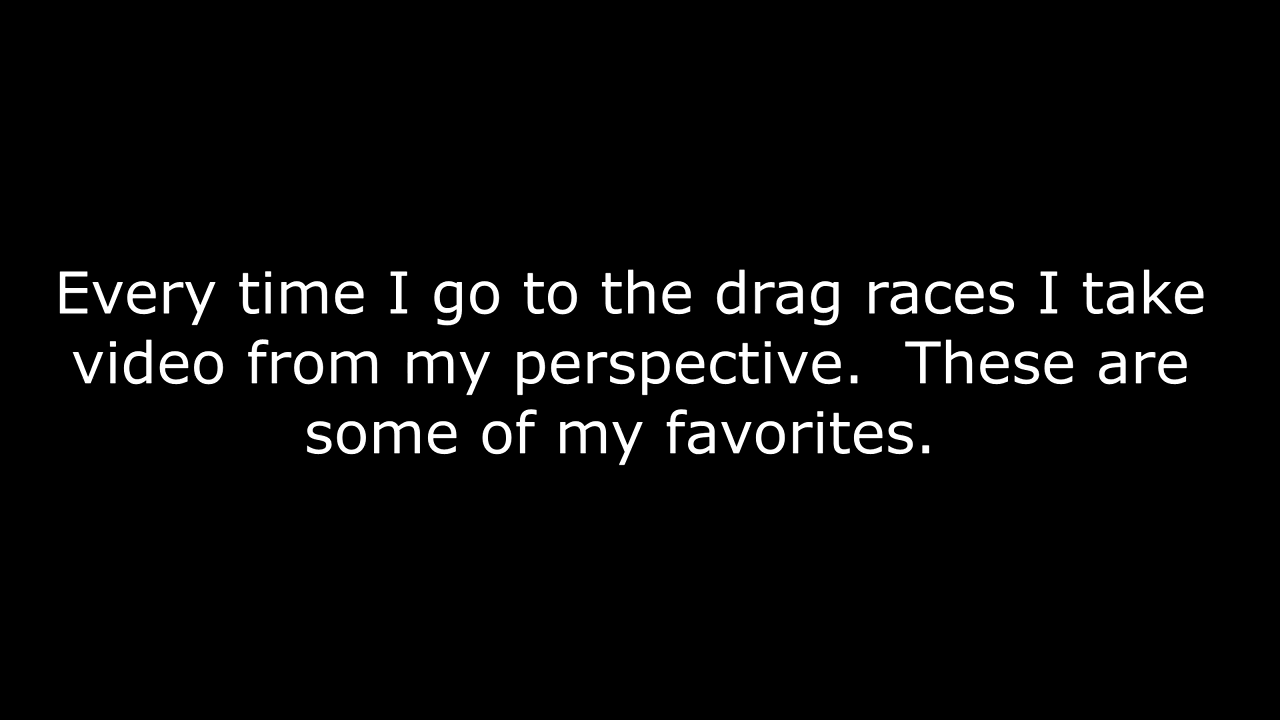 Every time I go to the drag races I take
video from my perspective.  These are
some of my favorites.